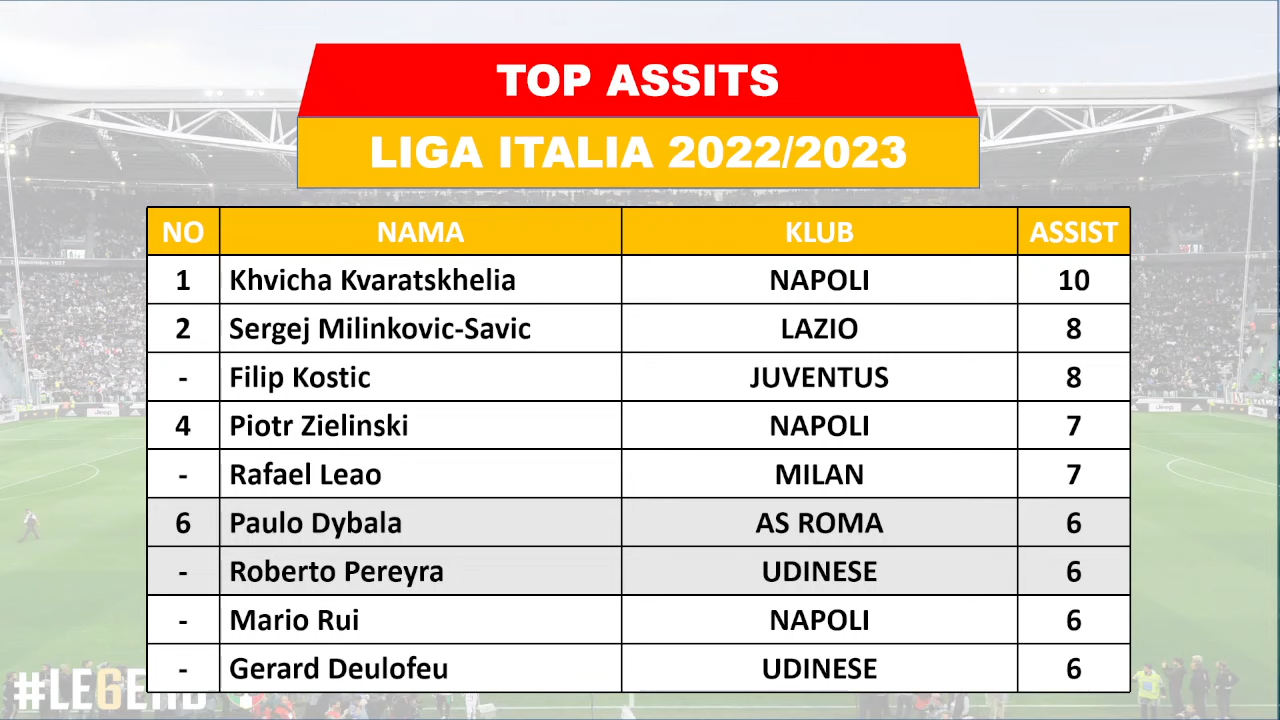 TOP ASSITS
LIGA ITALIA 2022/2023
NO NAMA KLUB ASSIST
1 Khvicha Kvaratskhelia NAPOLI 10
2 Sergej Milinkovic-Savic LAZIO 8
- Filip Kostic JUVENTUS 8
4 Piotr Zielinski NAPOLI 7
- Rafael Leao MILAN 7
6 Paulo Dybala AS ROMA 6
- Roberto Pereyra UDINESE 6
- Mario Rui NAPOLI 6
- Gerard Deulofeu UDINESE 6